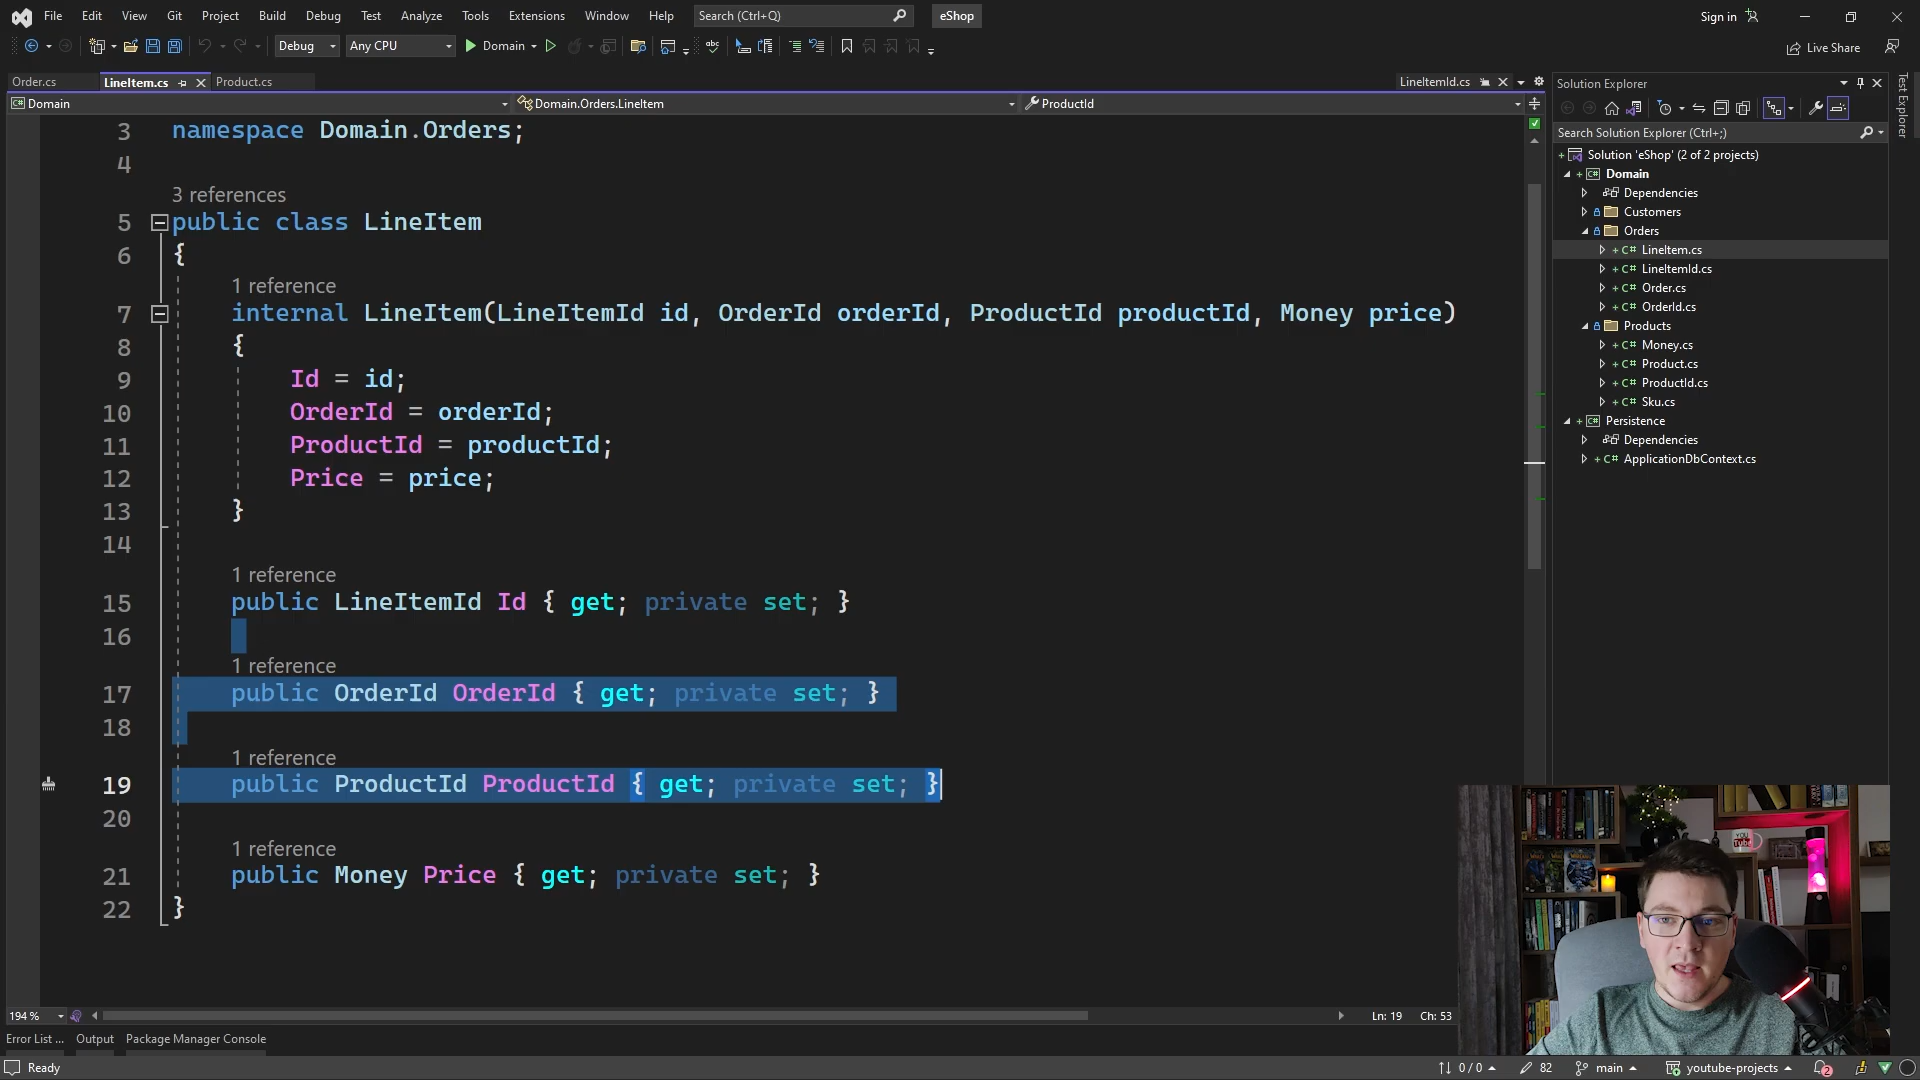 File Edit View Git Project Build Debug Test Analyze Tools Extensions Window Help Search (Ctrl+Q) eShop Sign in
Debug Any CPU Domain Live Share
Order.cs LineItem.cs Product.cs LineItemId.cs
Domain Domain.Orders.LineItem ProductId
3 namespace Domain.Orders;
4
3 references
5 public class LineItem
6 {
1 reference
7 internal LineItem(LineItemId id, OrderId orderId, ProductId productId, Money price)
8 {
9 Id = id;
10 OrderId = orderId;
11 ProductId = productId;
12 Price = price;
13 }
14
1 reference
15 public LineItemId Id { get; private set; }
16
1 reference
17 public OrderId OrderId { get; private set; }
18
1 reference
19 public ProductId ProductId { get; private set; }
20
1 reference
21 public Money Price { get; private set; }
22 }
194 % Ln: 19 Ch: 53
Error List ... Output Package Manager Console
Ready 0 / 0 82 main youtube-projects 2
Solution Explorer
Search Solution Explorer (Ctrl+;)
Solution 'eShop' (2 of 2 projects)
Domain
Dependencies
Customers
Orders
C# LineItem.cs
C# LineItemId.cs
C# Order.cs
C# OrderId.cs
Products
C# Money.cs
C# Product.cs
C# ProductId.cs
C# Sku.cs
Persistence
Dependencies
C# ApplicationDbContext.cs
Test Explorer
You
Tube